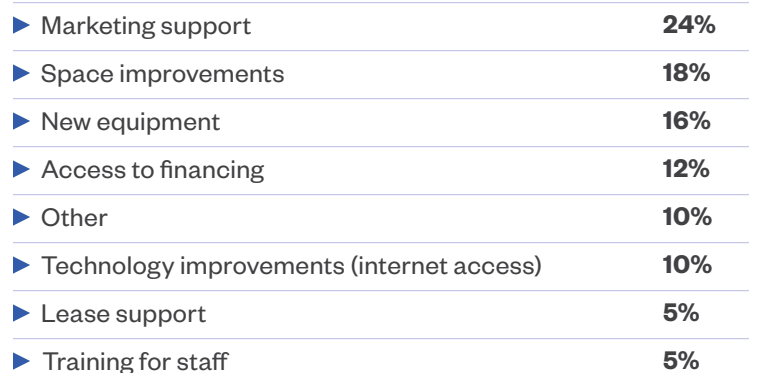 Marketing support 24%
Space improvements 18%
New equipment 16%
Access to financing 12%
Other 10%
Technology improvements (internet access) 10%
Lease support 5%
Training for staff 5%